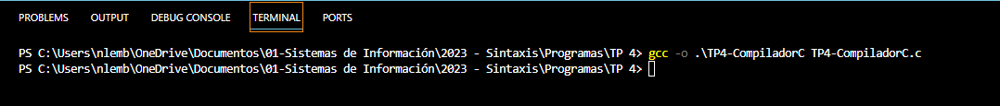 PROBLEMS OUTPUT DEBUG CONSOLE TERMINAL PORTS
PS C:\Users\nlemb\OneDrive\Documentos\01-Sistemas de Información\2023 - Sintaxis\Programas\TP 4> gcc -o .\TP4-CompiladorC TP4-CompiladorC.c
PS C:\Users\nlemb\OneDrive\Documentos\01-Sistemas de Información\2023 - Sintaxis\Programas\TP 4>